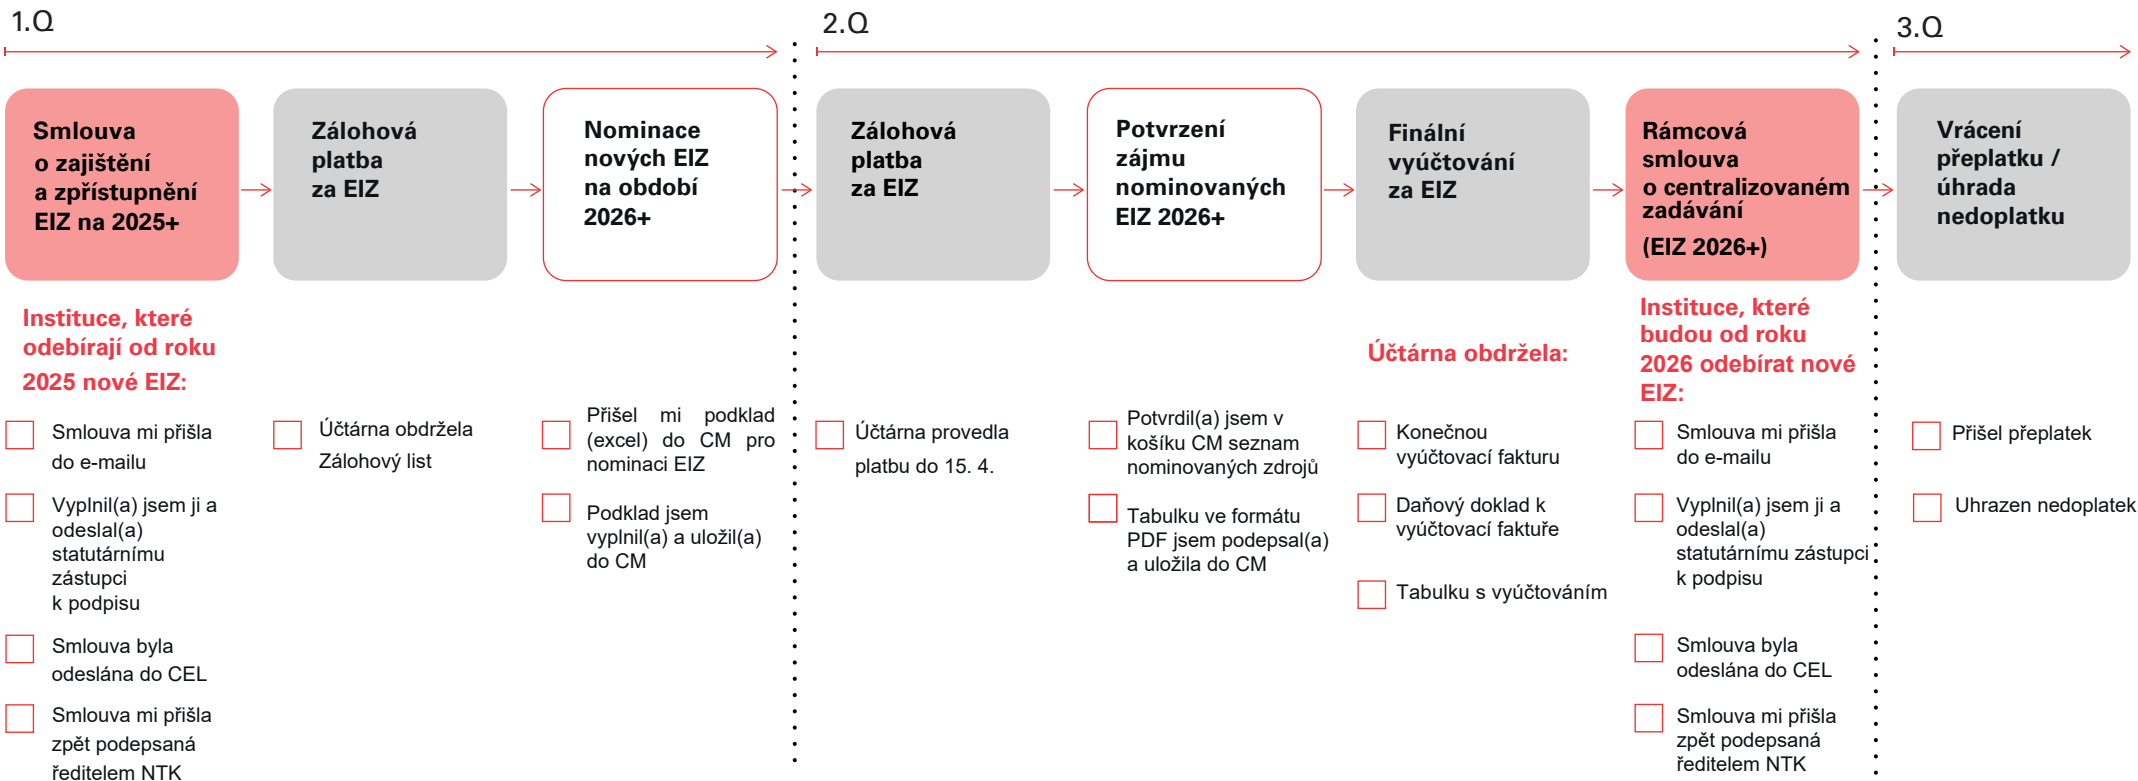 1.Q
2.Q
3.Q
Smlouva
o zajištění
a zpřístupnění
EIZ na 2025+
Zálohová
platba
za EIZ
Nominace
nových EIZ
na období
2026+
Zálohová
platba
za EIZ
Potvrzení
zájmu
nominovaných
EIZ 2026+
Finální
vyúčtování
za EIZ
Rámcová
smlouva
o centralizovaném
zadávání
(EIZ 2026+)
Vrácení
přeplatku /
úhrada
nedoplatku
Instituce, které
odebírají od roku
2025 nové EIZ:
Smlouva mi přišla
do e-mailu
Vyplnil(a) jsem ji a
odeslal(a)
statutárnímu
zástupci
k podpisu
Smlouva byla
odeslána do CEL
Smlouva mi přišla
zpět podepsaná
ředitelem NTK
Účtárna obdržela
Zálohový list
Přišel mi podklad
(excel) do CM pro
nominaci EIZ
Podklad jsem
vyplnil(a) a uložil(a)
do CM
Účtárna provedla
platbu do 15. 4.
Potvrdil(a) jsem v
košíku CM seznam
nominovaných zdrojů
Tabulku ve formátu
PDF jsem podepsal(a)
a uložila do CM
Účtárna obdržela:
Konečnou
vyúčtovací fakturu
Daňový doklad k
vyúčtovací faktuře
Tabulku s vyúčtováním
Instituce, které
budou od roku
2026 odebírat nové
EIZ:
Smlouva mi přišla
do e-mailu
Vyplnil(a) jsem ji a
odeslal(a)
statutárnímu zástupci
k podpisu
Smlouva byla
odeslána do CEL
Smlouva mi přišla
zpět podepsaná
ředitelem NTK
Přišel přeplatek
Uhrazen nedoplatek